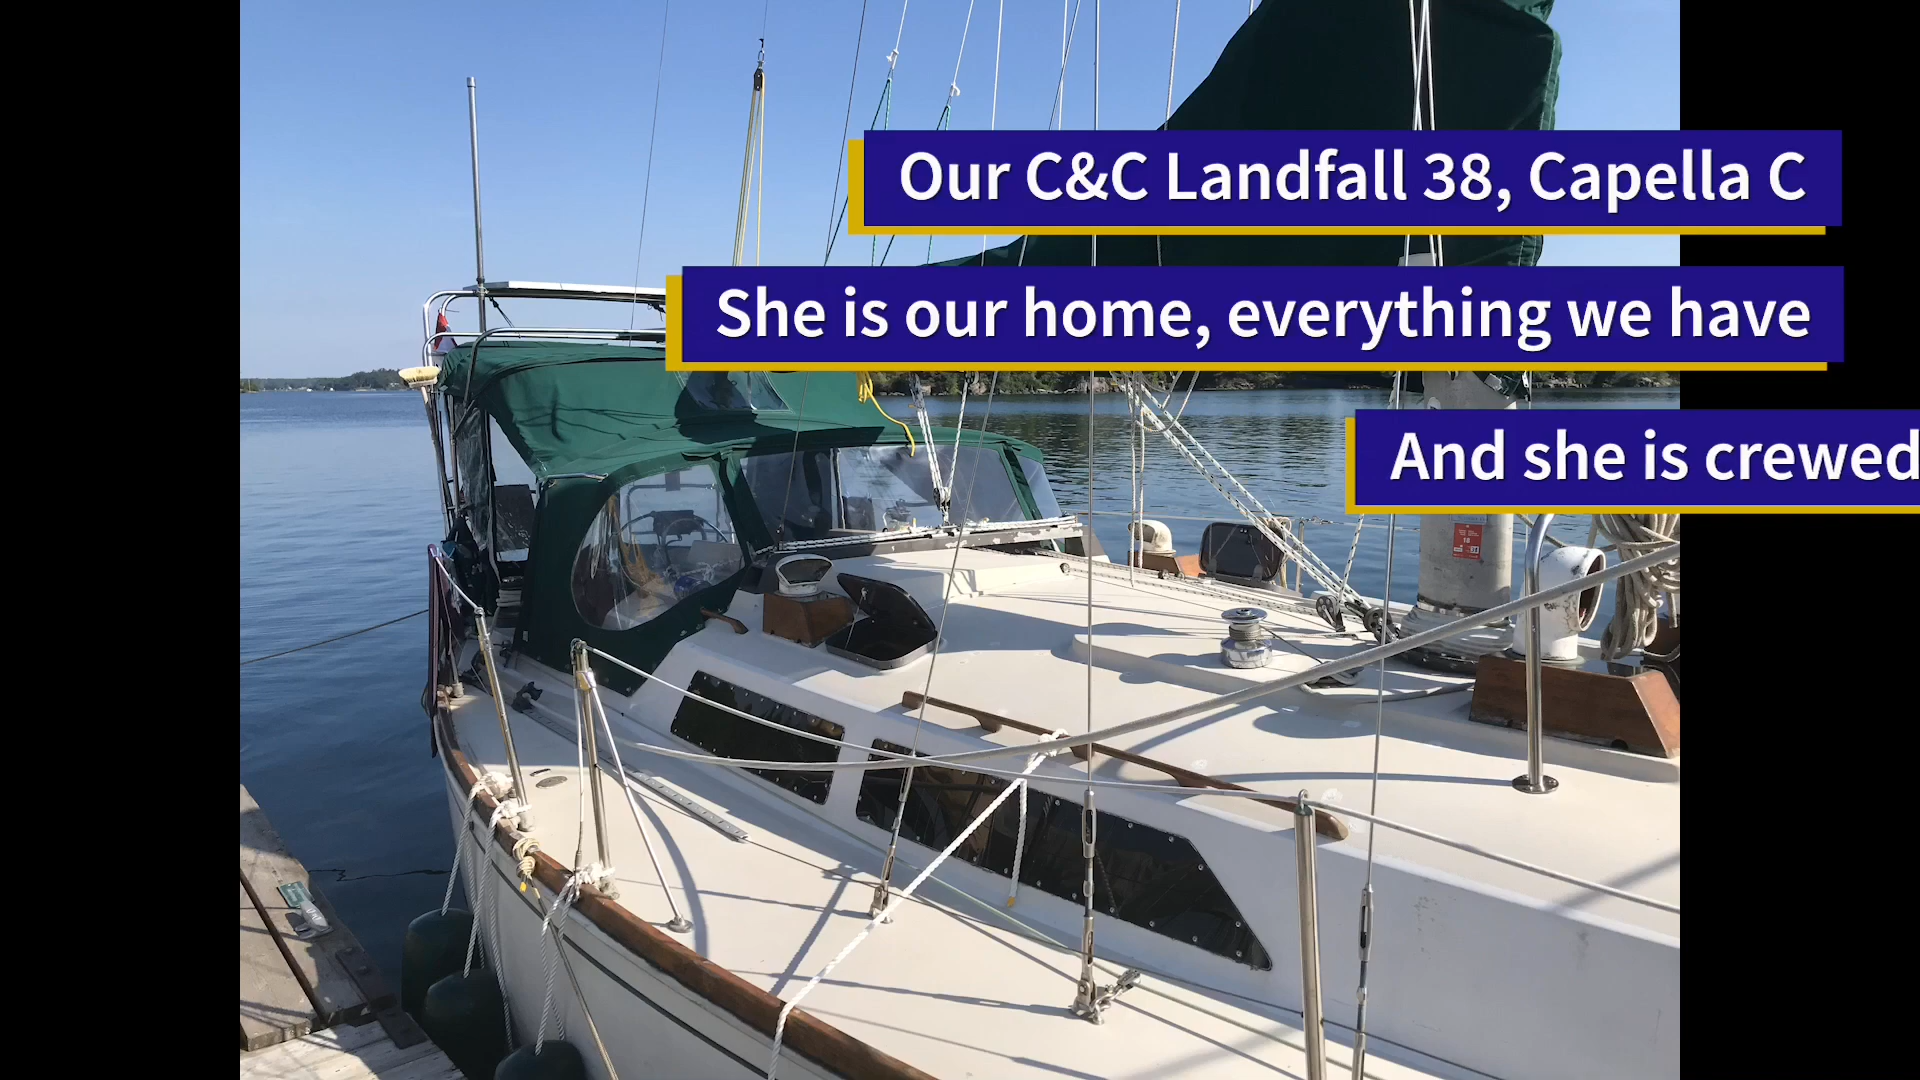 Our C&C Landfall 38, Capella C
She is our home, everything we have
And she is crewed